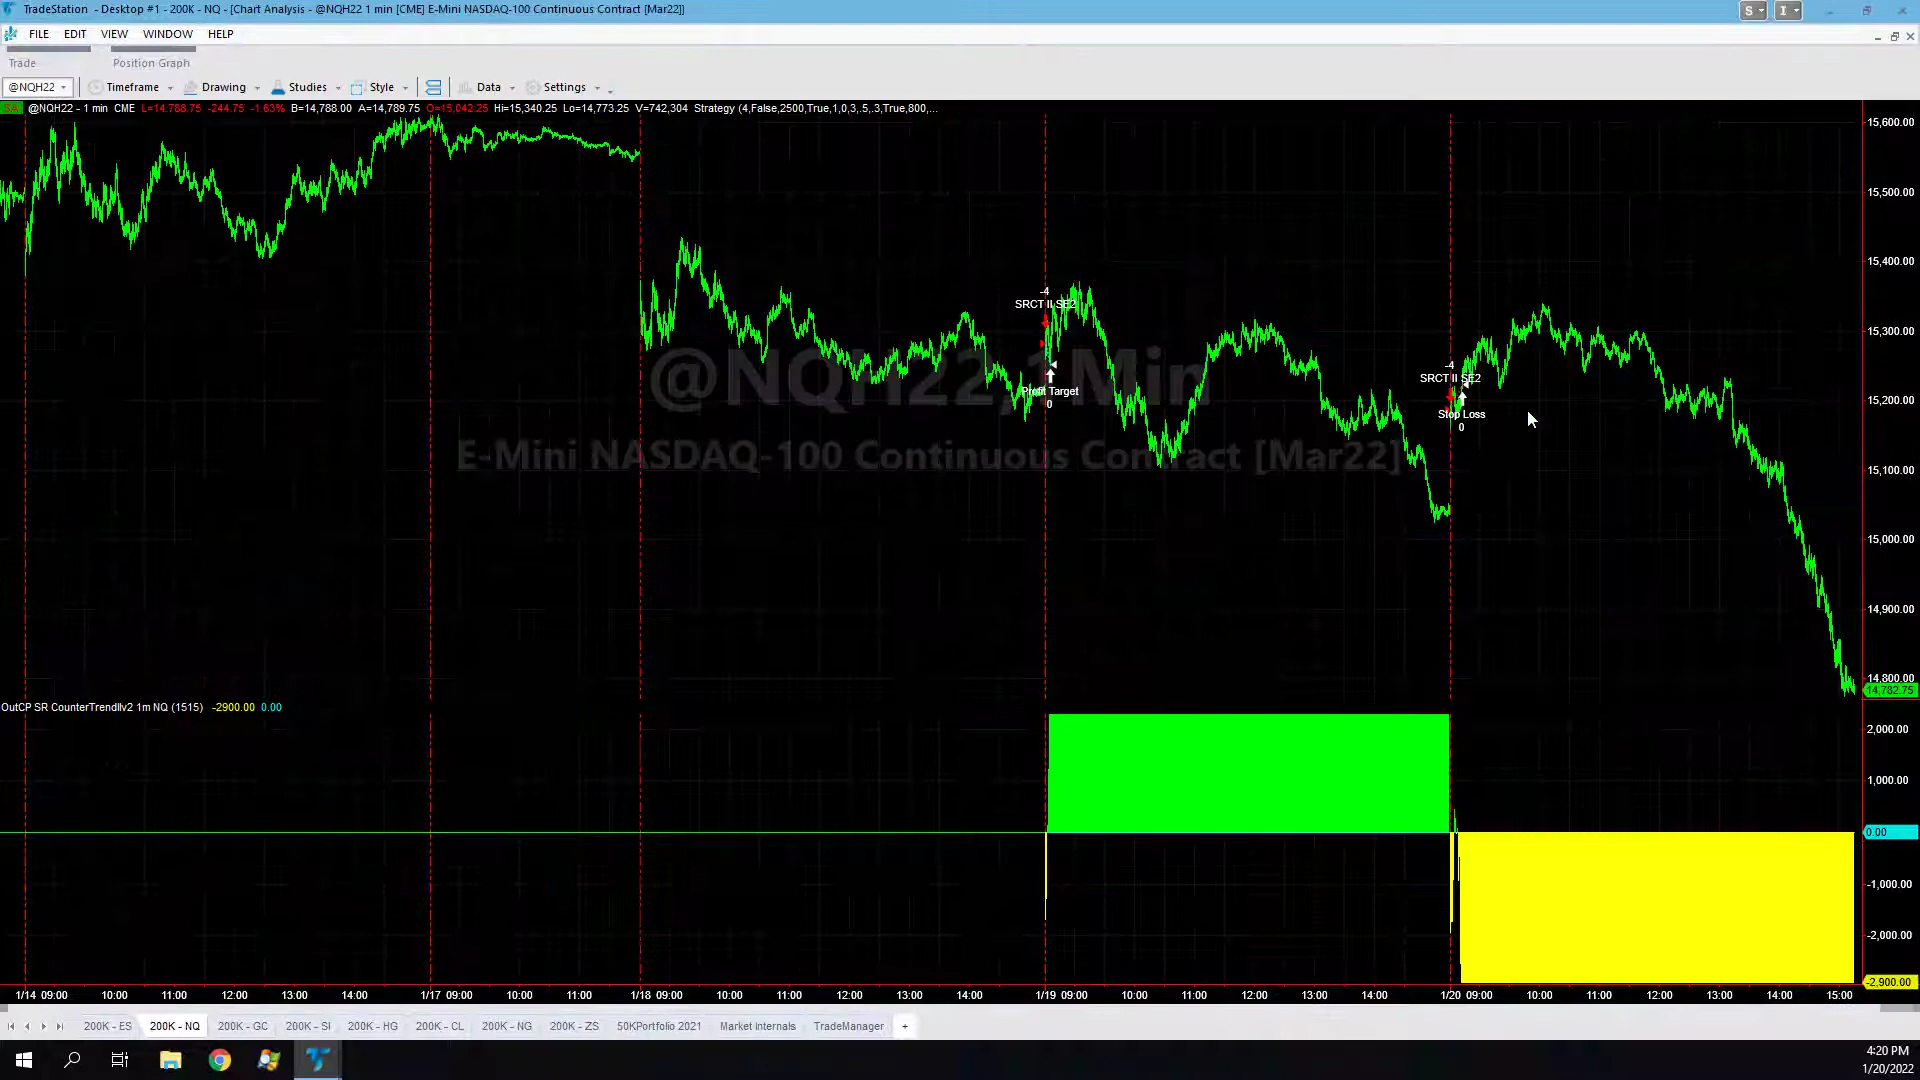 TradeStation - Desktop #1 - 200K - NQ - [Chart Analysis - @NQH22 1 min [CME] E-Mini NASDAQ-100 Continuous Contract [Mar22]]
S I
FILE EDIT VIEW WINDOW HELP
Trade Position Graph
@NQH22 Timeframe Drawing Studies Style Data Settings
@NQH22 - 1 min CME L=14,788.75 -244.75 -1.63% B=14,788.00 A=14,789.75 O=15,042.25 Hi=15,340.25 Lo=14,773.25 V=742,304 Strategy (4,False,2500,True,1,0,3,.5,.3,True,800,...
15,600.00
15,500.00
15,400.00
-4
SRCT II SE2
15,300.00
@NQH22,1Min
-4
SRCT II SE2
Profit Target
0
15,200.00
Stop Loss
0
E-Mini NASDAQ-100 Continuous Contract [Mar22]
15,100.00
15,000.00
14,900.00
14,800.00
14,782.75
OutCP SR CounterTrendIIv2 1m NQ (1515) -2900.00 0.00
2,000.00
1,000.00
0.00
-1,000.00
-2,000.00
-2,900.00
1/14 09:00 10:00 11:00 12:00 13:00 14:00 1/17 09:00 10:00 11:00 1/18 09:00 10:00 11:00 12:00 13:00 14:00 1/19 09:00 10:00 11:00 12:00 13:00 14:00 1/20 09:00 10:00 11:00 12:00 13:00 14:00 15:00
200K - ES 200K - NQ 200K - GC 200K - SI 200K - HG 200K - CL 200K - NG 200K - ZS 50KPortfolio 2021 Market Internals TradeManager +
4:20 PM
1/20/2022